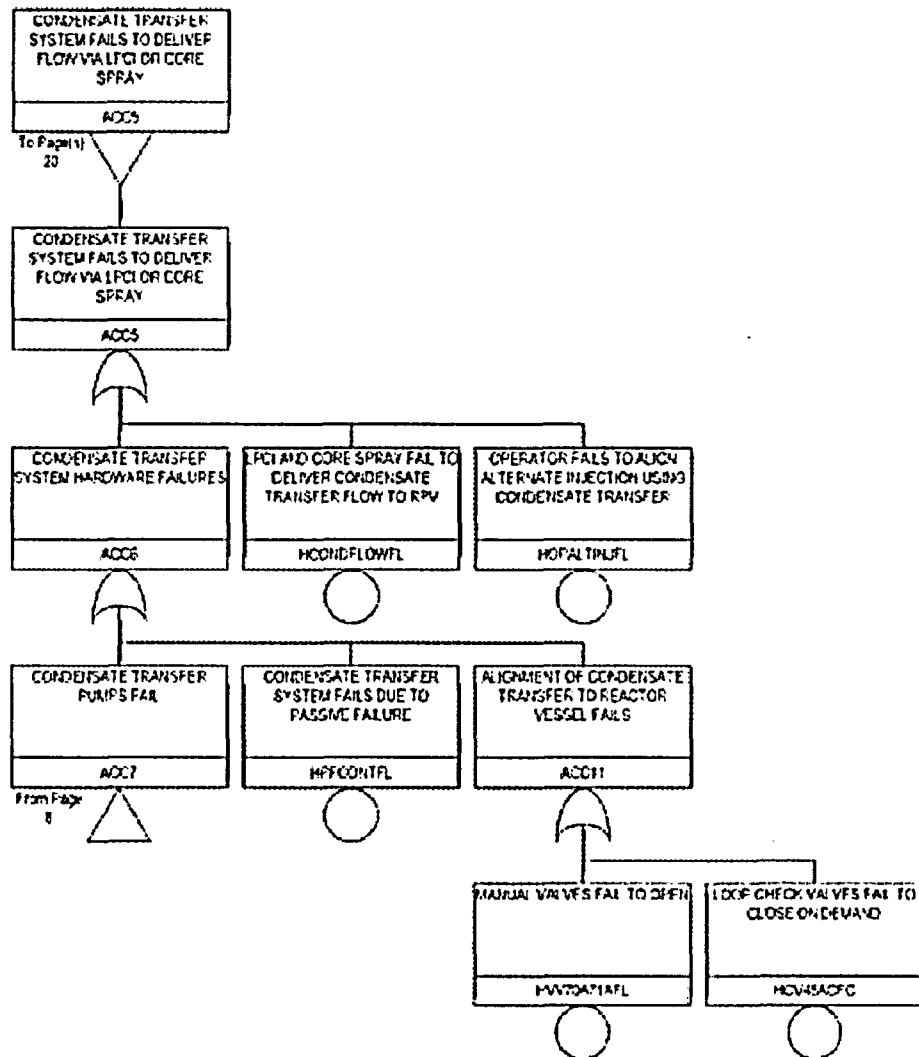 CONDENSATE TRANSFER
SYSTEM FAILS TO DELIVER
FLOW VIA LPCI OR CORE
SPRAY
ACC5
To Page(s)
20
CONDENSATE TRANSFER
SYSTEM FAILS TO DELIVER
FLOW VIA LPCI OR CORE
SPRAY
ACC5
CONDENSATE TRANSFER
SYSTEM HARDWARE FAILURES
ACC6
LPCI AND CORE SPRAY FAIL TO
DELIVER CONDENSATE
TRANSFER FLOW TO RPV
HCONDFLOWFL
OPERATOR FAILS TO ALIGN
ALTERNATE INJECTION USING
CONDENSATE TRANSFER
HOPALTINJFL
CONDENSATE TRANSFER
PUMPS FAIL
ACC7
From Page
8
CONDENSATE TRANSFER
SYSTEM FAILS DUE TO
PASSIVE FAILURE
HPFCONTFL
ALIGNMENT OF CONDENSATE
TRANSFER TO REACTOR
VESSEL FAILS
ACC11
MANUAL VALVES FAIL TO OPEN
LOOP CHECK VALVES FAIL TO
CLOSE ON DEMAND